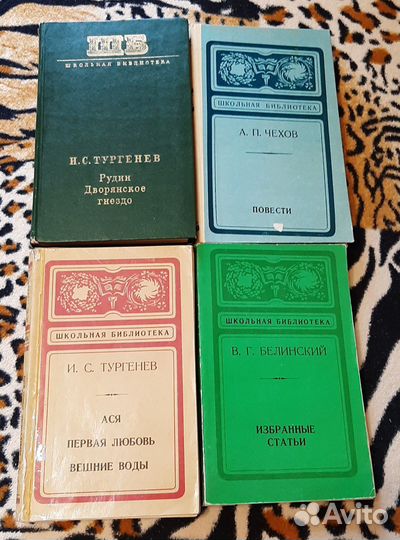 ШБ
ШКОЛЬНАЯ БИБЛИОТЕКА
И.С.ТУРГЕНЕВ
Рудин
Дворянское
гнездо
ШКОЛЬНАЯ БИБЛИОТЕКА
А. П. ЧЕХОВ
ПОВЕСТИ
ШКОЛЬНАЯ БИБЛИОТЕКА
И. С. ТУРГЕНЕВ
АСЯ
ПЕРВАЯ ЛЮБОВЬ
ВЕШНИЕ ВОДЫ
ШКОЛЬНАЯ БИБЛИОТЕКА
В. Г. БЕЛИНСКИЙ
ИЗБРАННЫЕ
СТАТЬИ
Avito